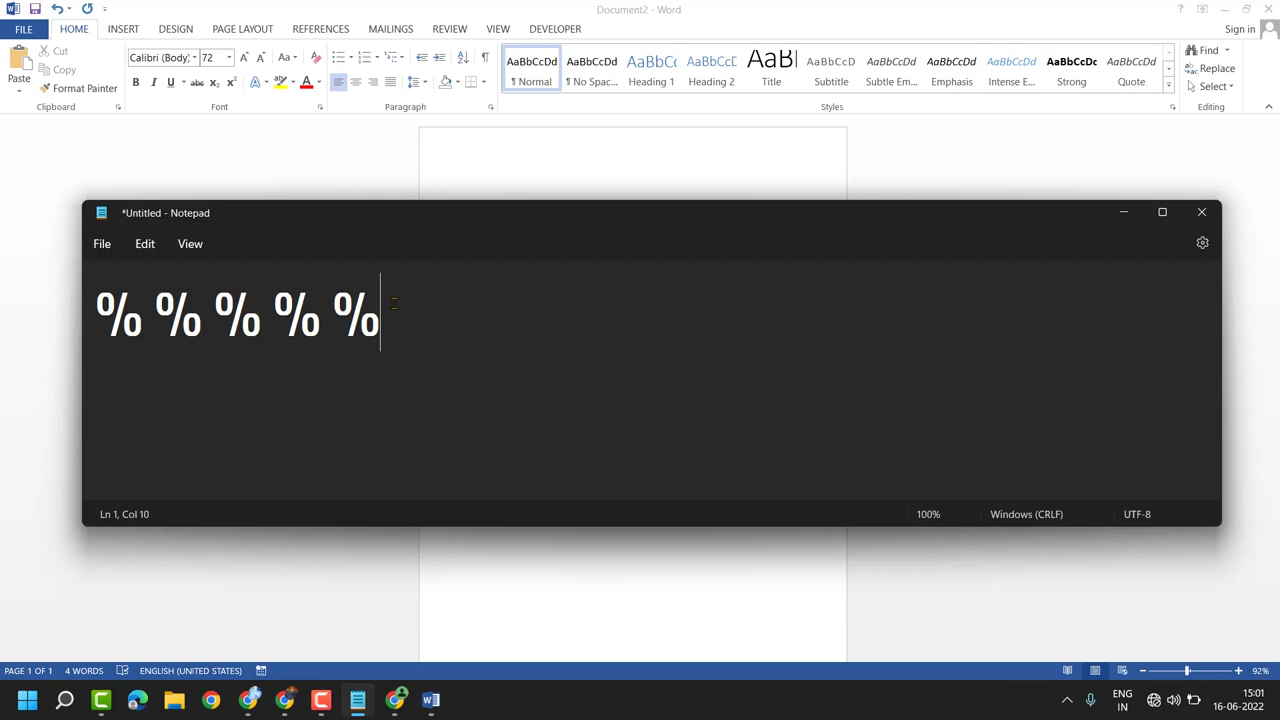 Document2 - Word
Sign in
FILE HOME INSERT DESIGN PAGE LAYOUT REFERENCES MAILINGS REVIEW VIEW DEVELOPER
Paste
Cut
Copy
Format Painter
Clipboard
Calibri (Body) 72
Font
Paragraph
AaBbCcDd AaBbCcDd AaBbCc AaBbCcC AaBb AaBbCcD AaBbCcDd AaBbCcDd AaBbCcDd AaBbCcDc AaBbCcDd
¶ Normal ¶ No Spac... Heading 1 Heading 2 Title Subtitle Subtle Em... Emphasis Intense E... Strong Quote
Styles
Find
Replace
Select
Editing
*Untitled - Notepad
File Edit View
% % % % %
Ln 1, Col 10
100%
Windows (CRLF)
UTF-8
PAGE 1 OF 1 4 WORDS ENGLISH (UNITED STATES)
92%
ENG
IN
15:01
16-06-2022